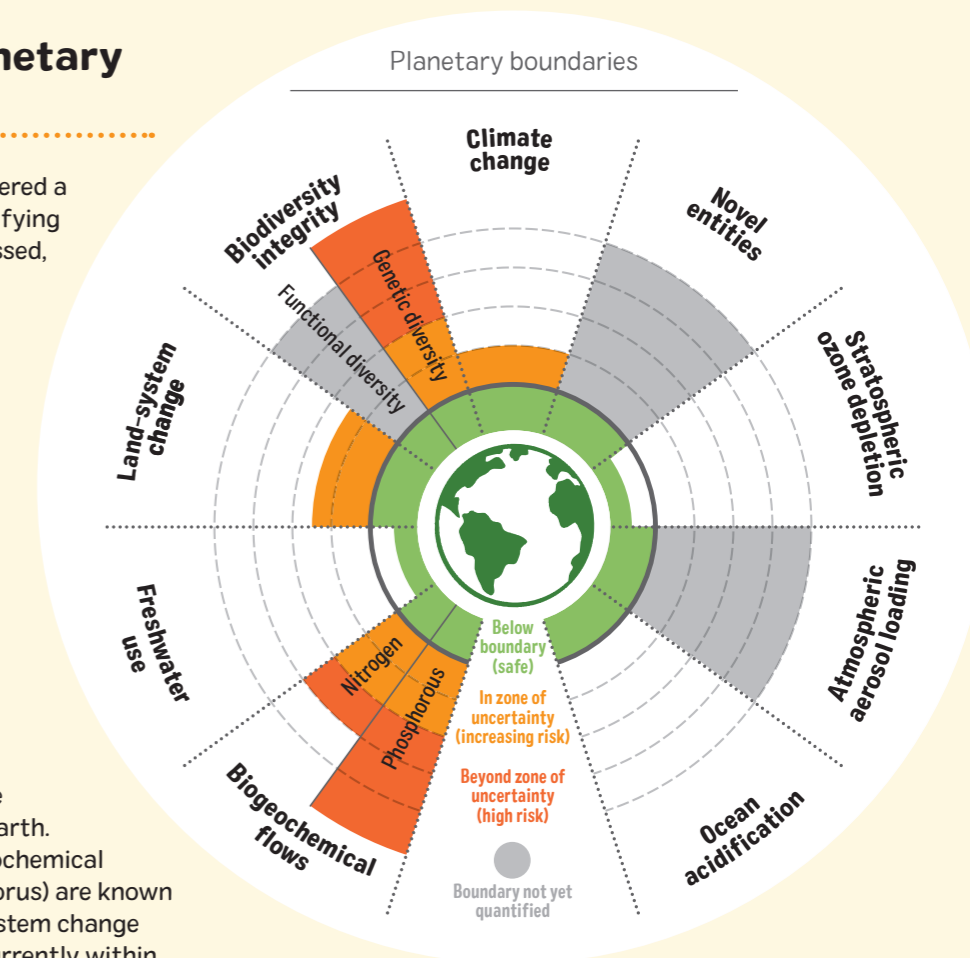 netary
ered a
fying
ssed,
e
arth.
ochemical
orus) are known
stem change
rrently within
Planetary boundaries
Climate
change
Novel
entities
Stratospheric
ozone depletion
Atmospheric
aerosol loading
Ocean
acidification
Biogeochemical
flows
Freshwater
use
Land-system
change
Biodiversity
integrity
Genetic diversity
Functional diversity
Nitrogen
Phosphorous
Below
boundary
(safe)
In zone of
uncertainty
(increasing risk)
Beyond zone of
uncertainty
(high risk)
Boundary not yet
quantified